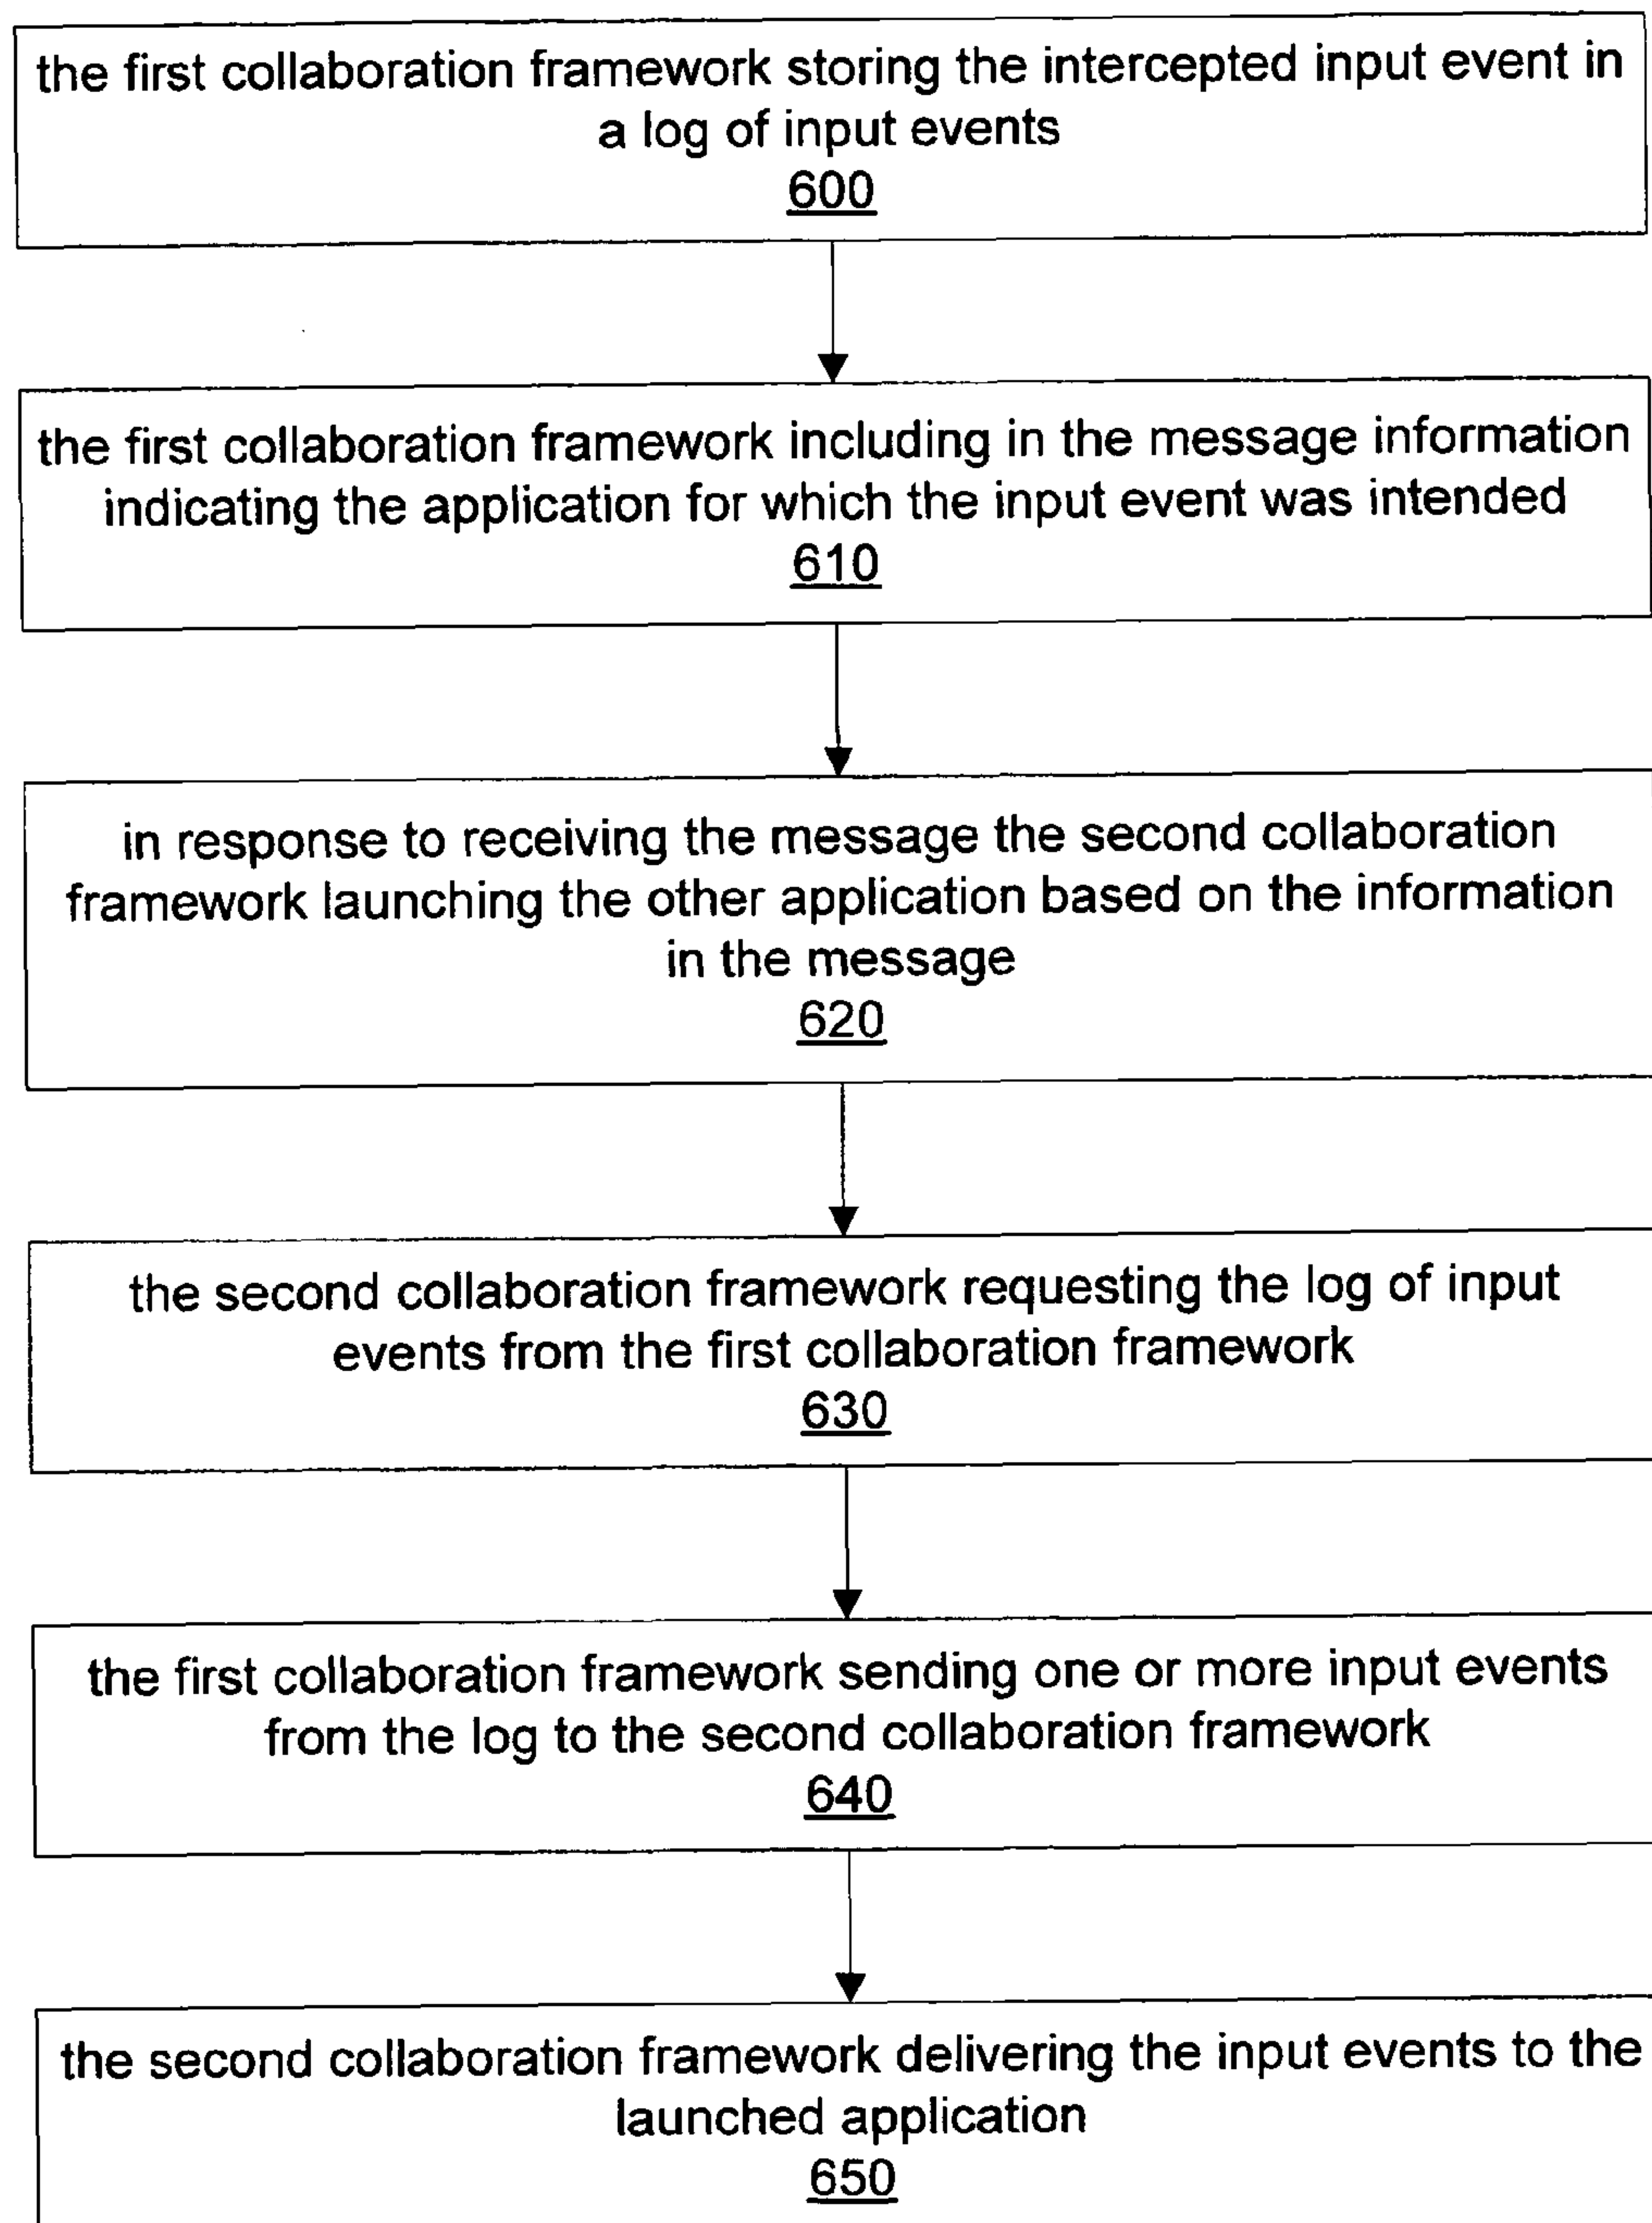 the first collaboration framework storing the intercepted input event in
a log of input events
600
the first collaboration framework including in the message information
indicating the application for which the input event was intended
610
in response to receiving the message the second collaboration
framework launching the other application based on the information
in the message
620
the second collaboration framework requesting the log of input
events from the first collaboration framework
630
the first collaboration framework sending one or more input events
from the log to the second collaboration framework
640
the second collaboration framework delivering the input events to the
launched application
650